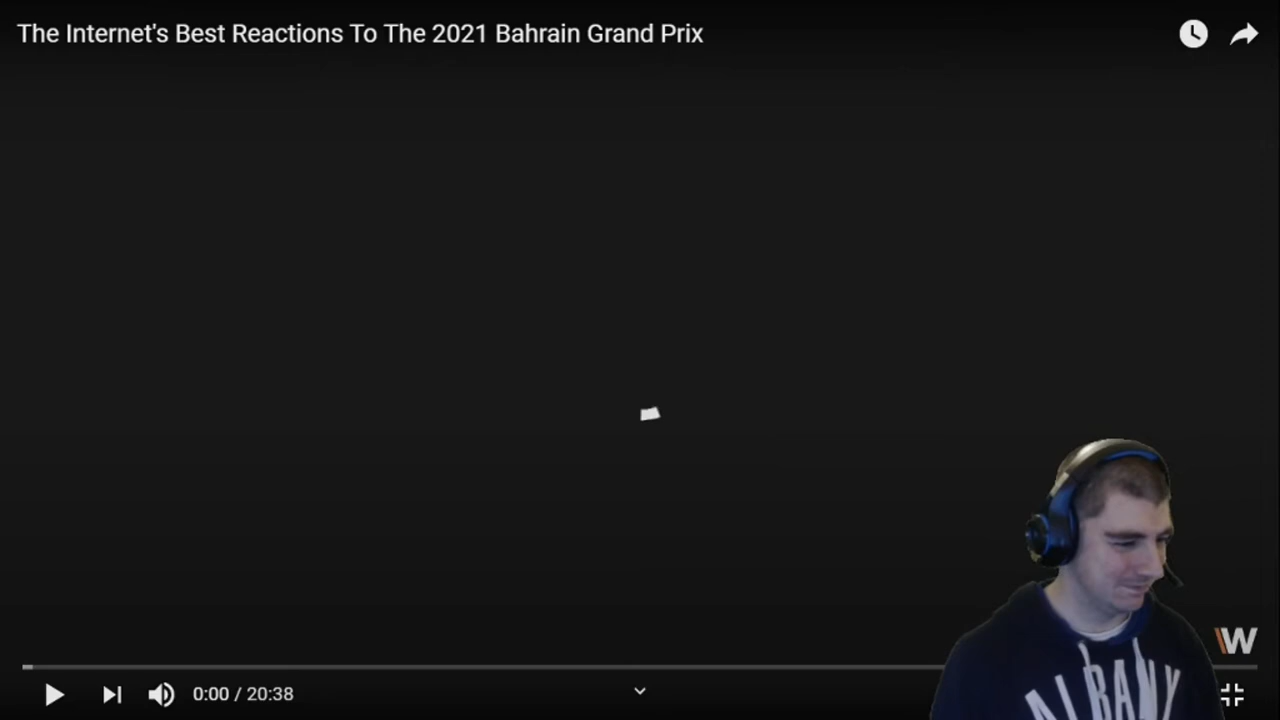 The Internet's Best Reactions To The 2021 Bahrain Grand Prix
W
0:00 / 20:38
ALBANY